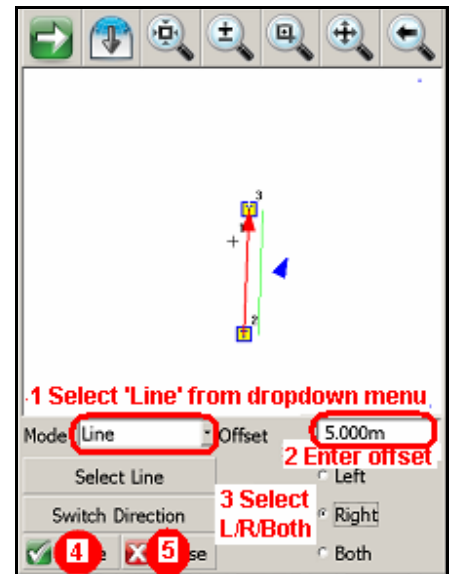 3
2
1 Select 'Line' from dropdown menu
Mode Line Offset 5.000m
2 Enter offset
Select Line
Left
3 Select
L/R/Both
Switch Direction
Right
4 5
Both